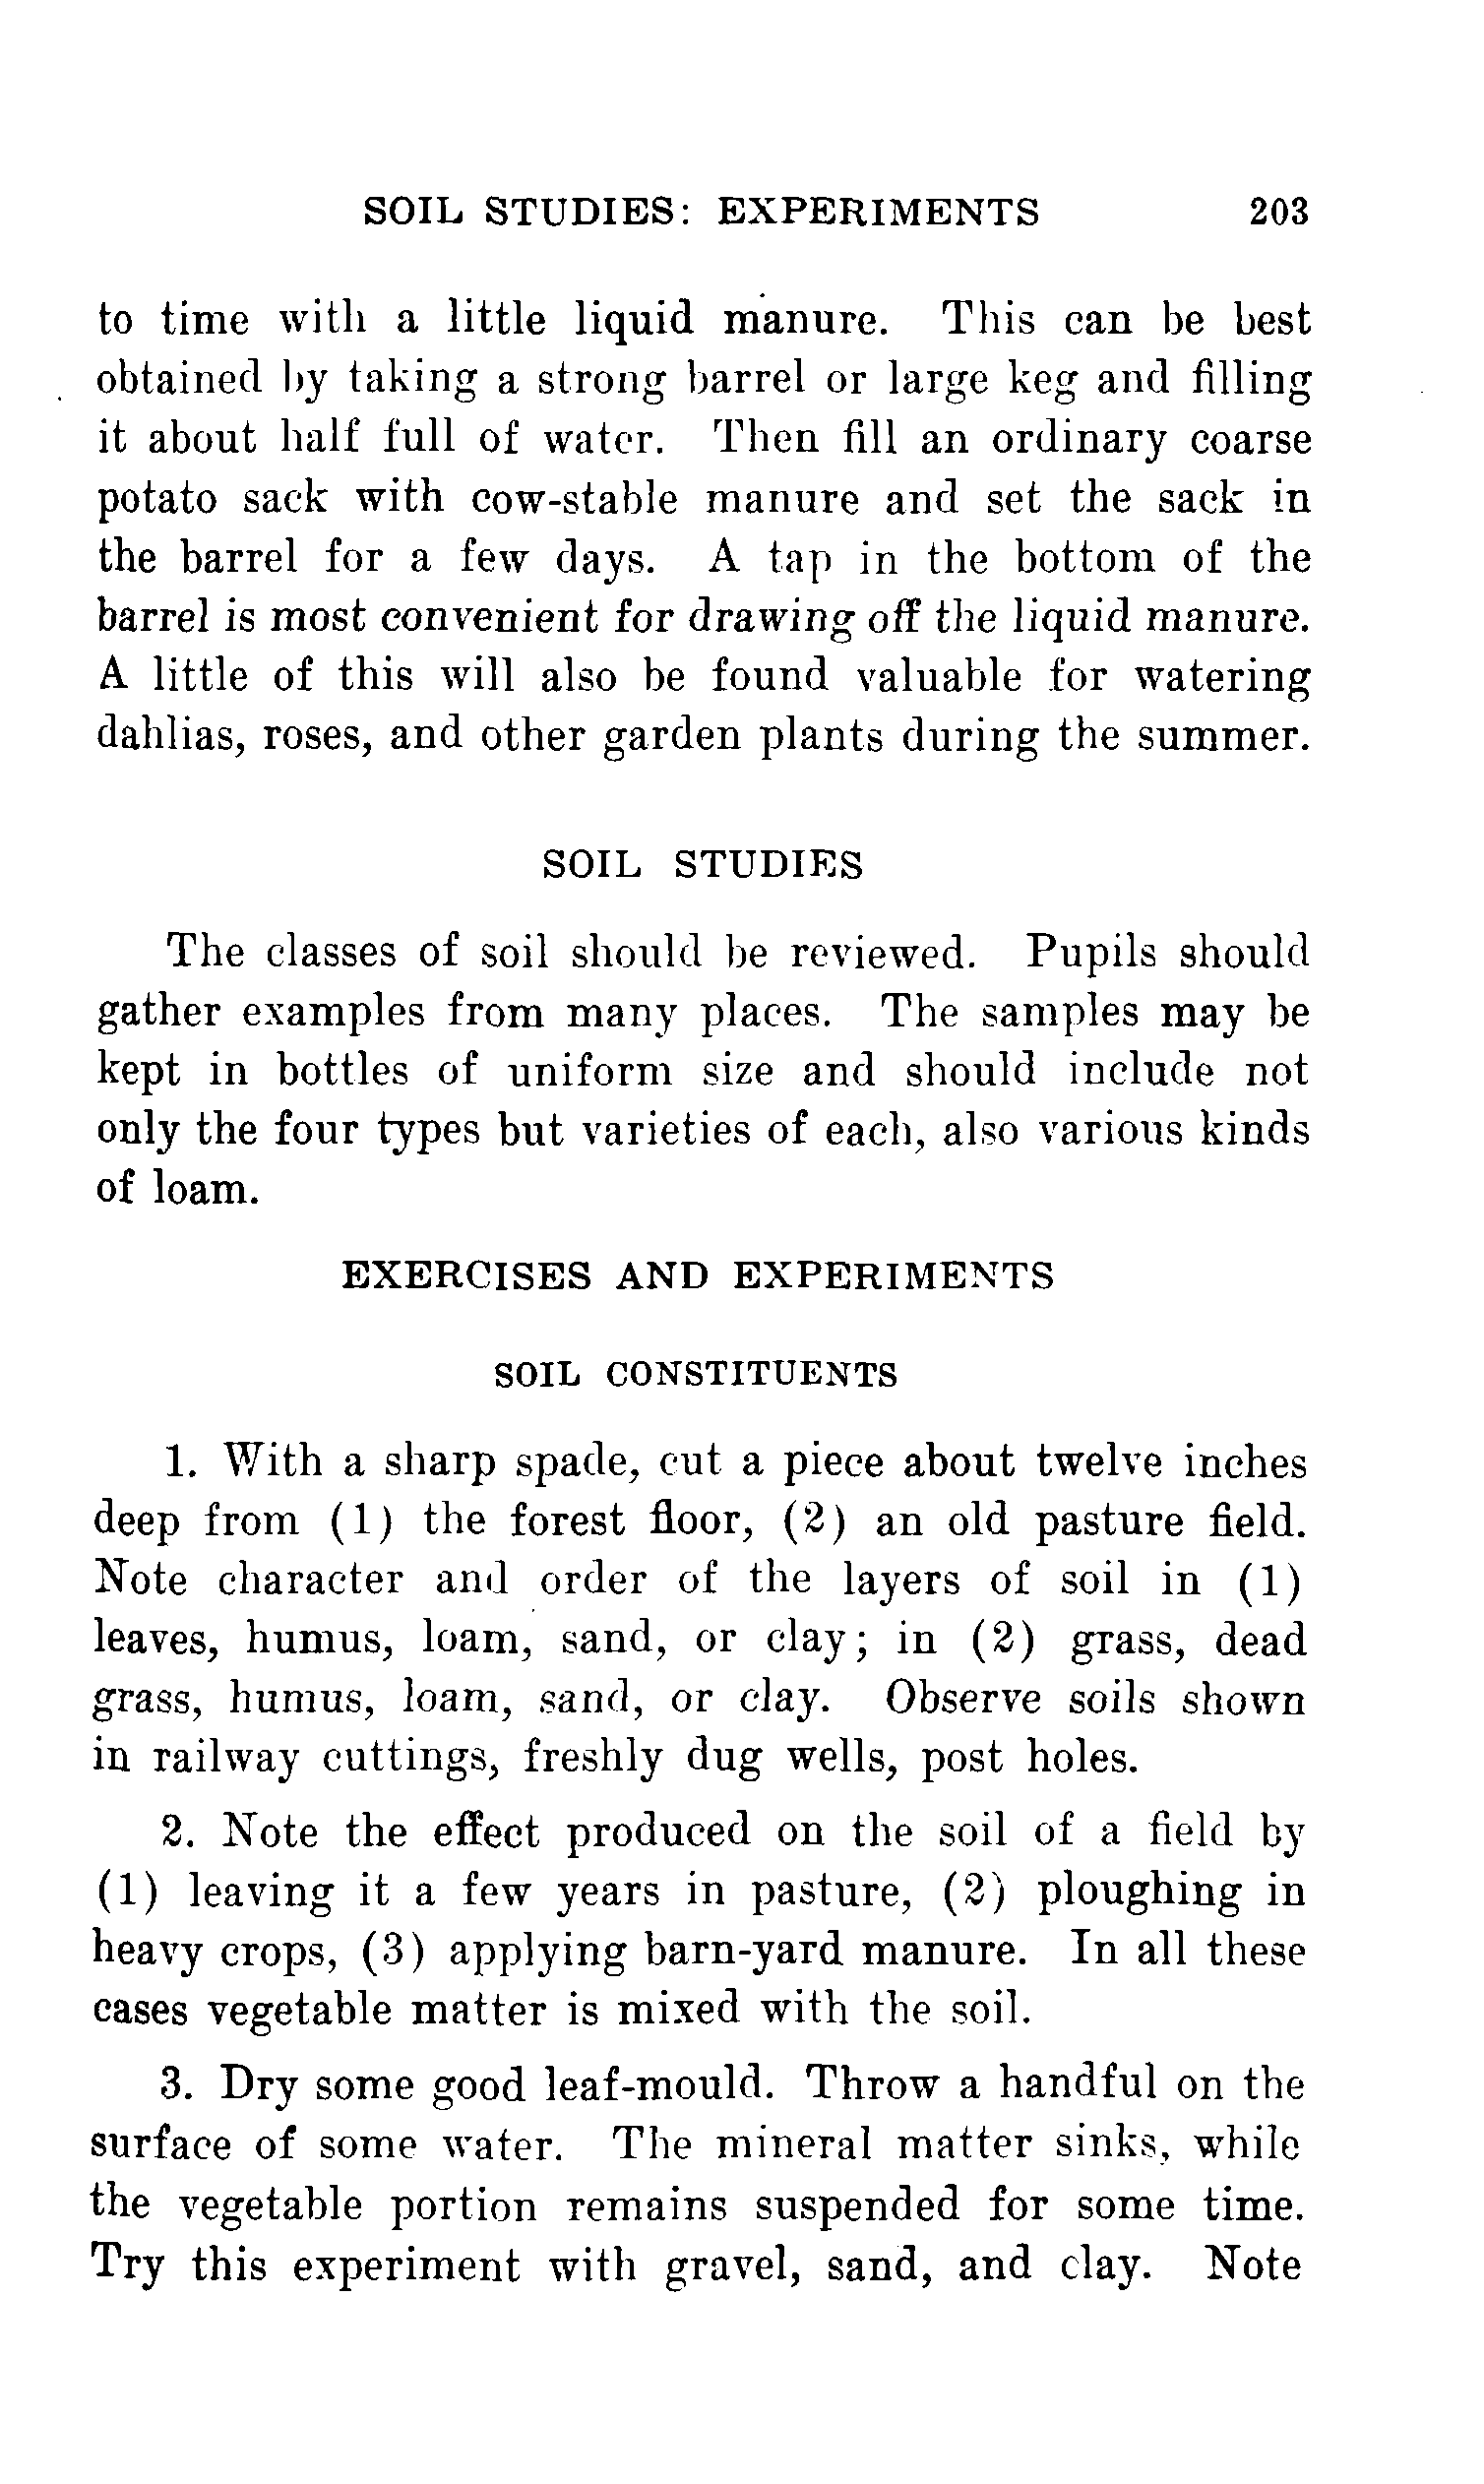 SOIL STUDIES: EXPERIMENTS 203
to time with a little liquid manure. This can be best
obtained by taking a strong barrel or large keg and filling
it about half full of water. Then fill an ordinary coarse
potato sack with cow-stable manure and set the sack in
the barrel for a few days. A tap in the bottom of the
barrel is most convenient for drawing off the liquid manure.
A little of this will also be found valuable for watering
dahlias, roses, and other garden plants during the summer.
SOIL STUDIES
The classes of soil should be reviewed. Pupils should
gather examples from many places. The samples may be
kept in bottles of uniform size and should include not
only the four types but varieties of each, also various kinds
of loam.
EXERCISES AND EXPERIMENTS
SOIL CONSTITUENTS
1. With a sharp spade, cut a piece about twelve inches
deep from (1) the forest floor, (2) an old pasture field.
Note character and order of the layers of soil in (1)
leaves, humus, loam, sand, or clay; in (2) grass, dead
grass, humus, loam, sand, or clay. Observe soils shown
in railway cuttings, freshly dug wells, post holes.
2. Note the effect produced on the soil of a field by
(1) leaving it a few years in pasture, (2) ploughing in
heavy crops, (3) applying barn-yard manure. In all these
cases vegetable matter is mixed with the soil.
3. Dry some good leaf-mould. Throw a handful on the
surface of some water. The mineral matter sinks, while
the vegetable portion remains suspended for some time.
Try this experiment with gravel, sand, and clay. Note